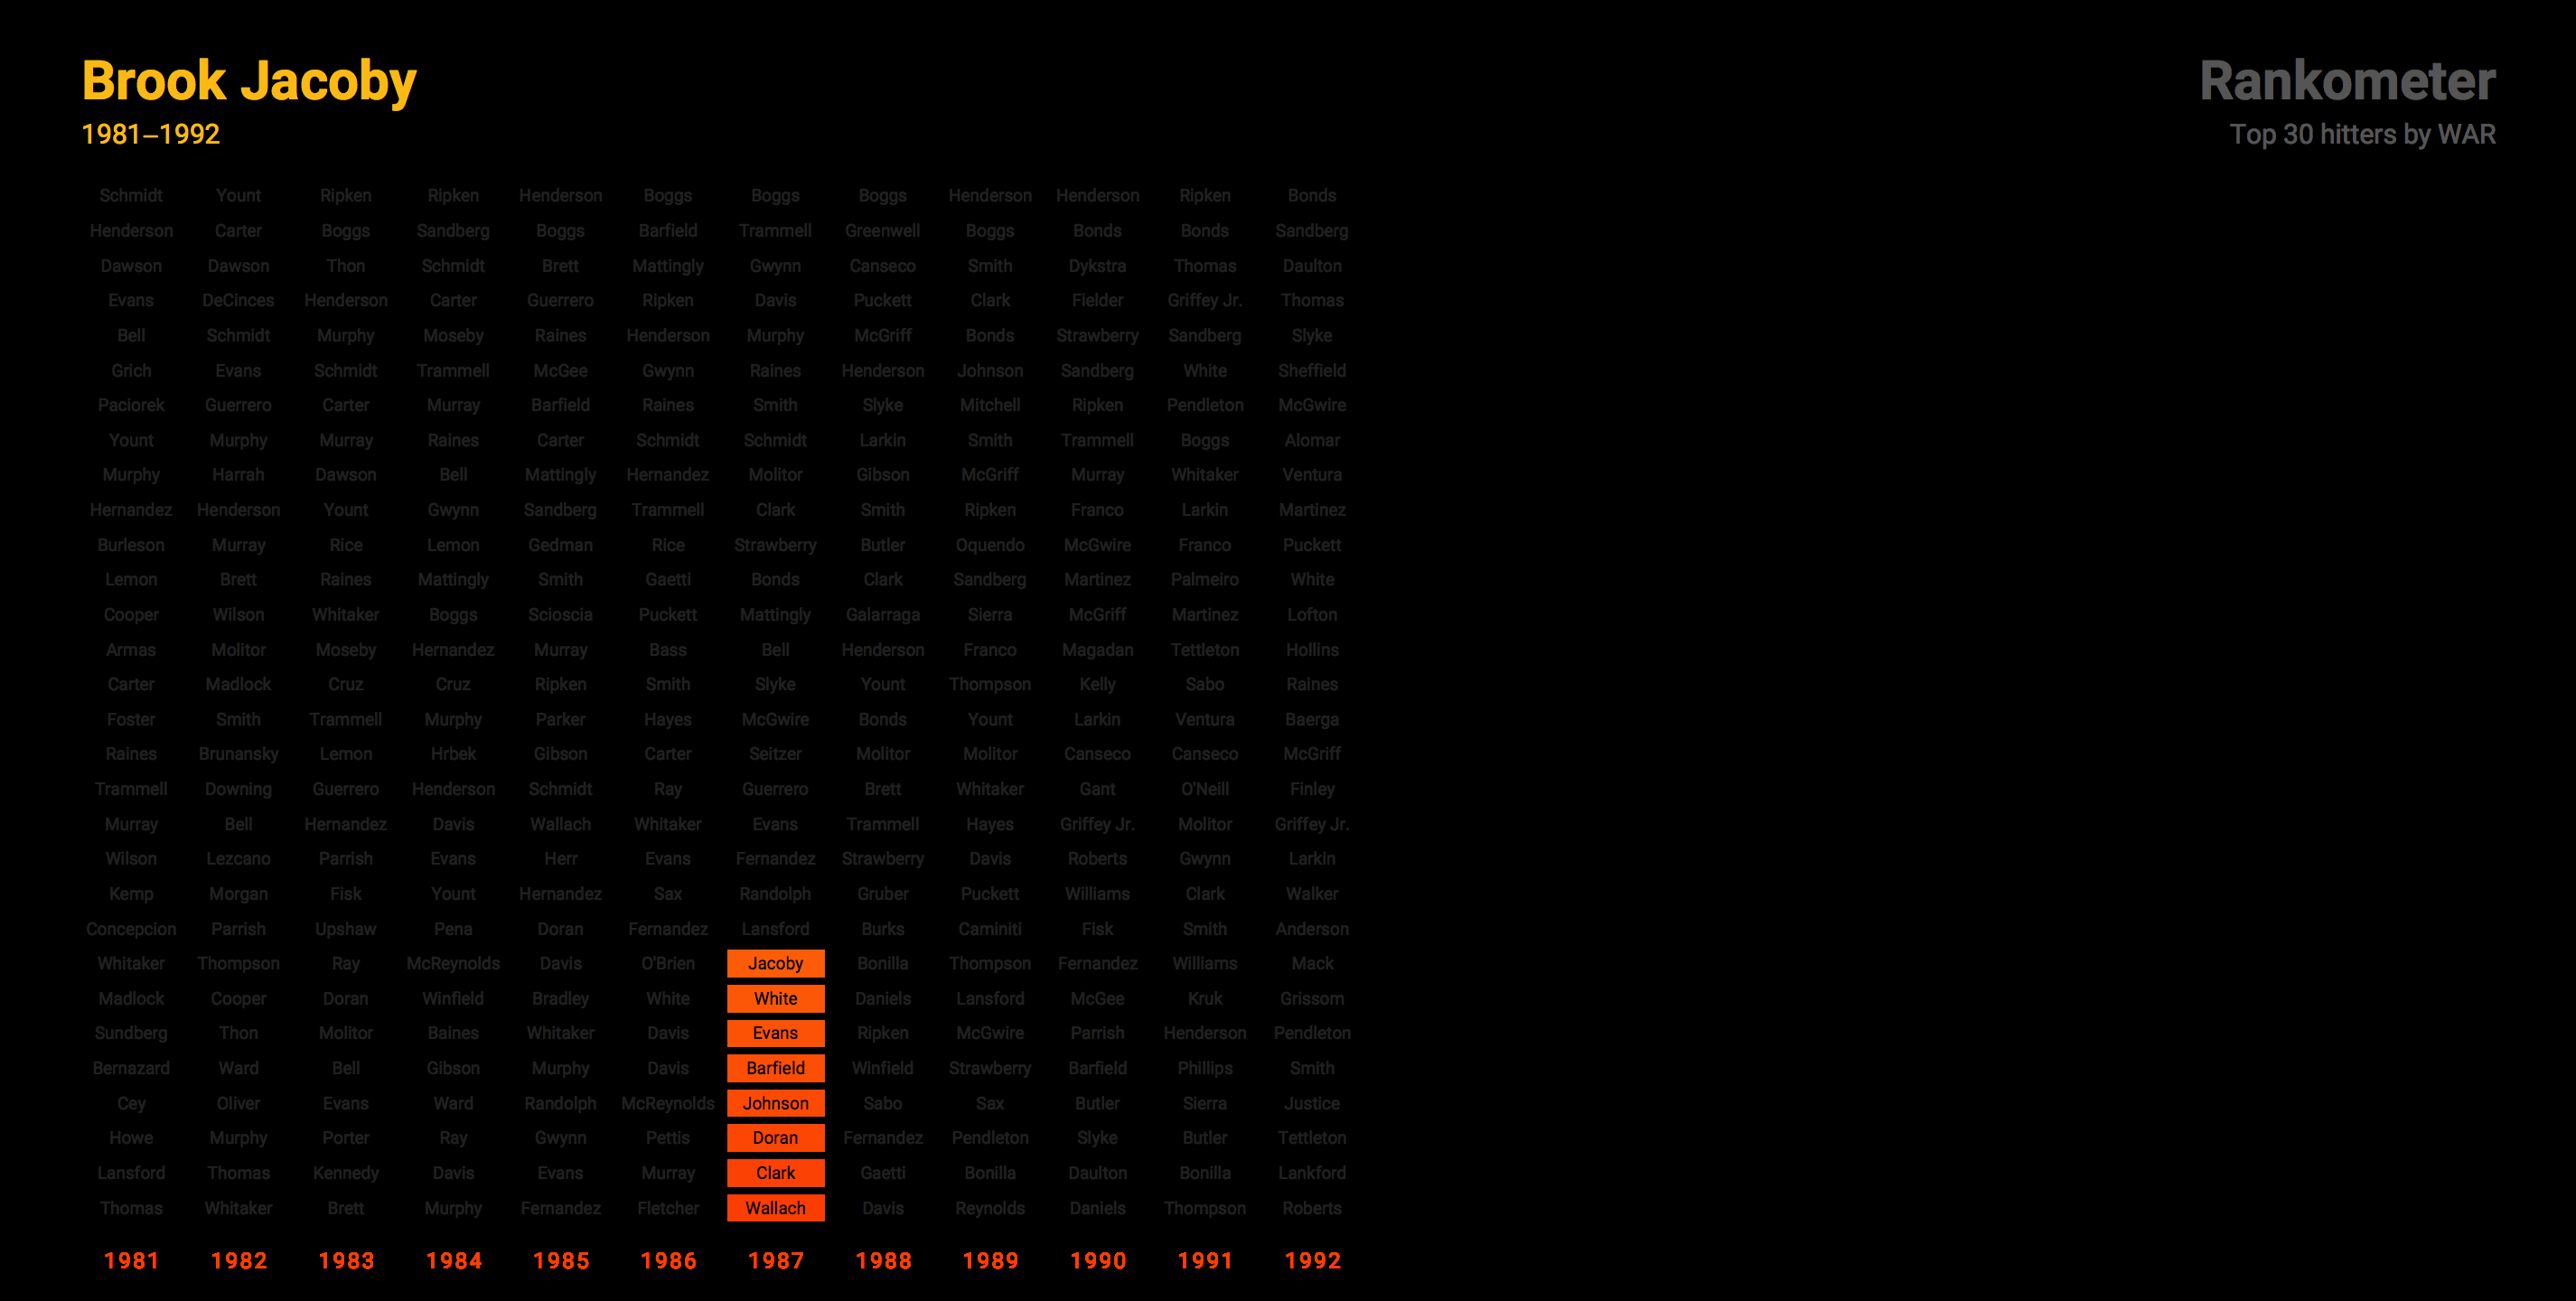 Brook Jacoby
1981–1992
Rankometer
Top 30 hitters by WAR
Schmidt Yount Ripken Ripken Henderson Boggs Boggs Boggs Henderson Henderson Ripken Bonds
Henderson Carter Boggs Sandberg Boggs Barfield Trammell Greenwell Boggs Bonds Bonds Sandberg
Dawson Dawson Thon Schmidt Brett Mattingly Gwynn Canseco Smith Dykstra Thomas Daulton
Evans DeCinces Henderson Carter Guerrero Ripken Davis Puckett Clark Fielder Griffey Jr. Thomas
Bell Schmidt Murphy Moseby Raines Henderson Murphy McGriff Bonds Strawberry Sandberg Slyke
Grich Evans Schmidt Trammell McGee Gwynn Raines Henderson Johnson Sandberg White Sheffield
Paciorek Guerrero Carter Murray Barfield Raines Smith Slyke Mitchell Ripken Pendleton McGwire
Yount Murphy Murray Raines Carter Schmidt Schmidt Larkin Smith Trammell Boggs Alomar
Murphy Harrah Dawson Bell Mattingly Hernandez Molitor Gibson McGriff Murray Whitaker Ventura
Hernandez Henderson Yount Gwynn Sandberg Trammell Clark Smith Ripken Franco Larkin Martinez
Burleson Murray Rice Lemon Gedman Rice Strawberry Butler Oquendo McGwire Franco Puckett
Lemon Brett Raines Mattingly Smith Gaetti Bonds Clark Sandberg Martinez Palmeiro White
Cooper Wilson Whitaker Boggs Scioscia Puckett Mattingly Galarraga Sierra McGriff Martinez Lofton
Armas Molitor Moseby Hernandez Murray Bass Bell Henderson Franco Magadan Tettleton Hollins
Carter Madlock Cruz Cruz Ripken Smith Slyke Yount Thompson Kelly Sabo Raines
Foster Smith Trammell Murphy Parker Hayes McGwire Bonds Yount Larkin Ventura Baerga
Raines Brunansky Lemon Hrbek Gibson Carter Seitzer Molitor Molitor Canseco Canseco McGriff
Trammell Downing Guerrero Henderson Schmidt Ray Guerrero Brett Whitaker Gant O'Neill Finley
Murray Bell Hernandez Davis Wallach Whitaker Evans Trammell Hayes Griffey Jr. Molitor Griffey Jr.
Wilson Lezcano Parrish Evans Herr Evans Fernandez Strawberry Davis Roberts Gwynn Larkin
Kemp Morgan Fisk Yount Hernandez Sax Randolph Gruber Puckett Williams Clark Walker
Concepcion Parrish Upshaw Pena Doran Fernandez Lansford Burks Caminiti Fisk Smith Anderson
Whitaker Thompson Ray McReynolds Davis O'Brien Jacoby Bonilla Thompson Fernandez Williams Mack
Madlock Cooper Doran Winfield Bradley White White Daniels Lansford McGee Kruk Grissom
Sundberg Thon Molitor Baines Whitaker Davis Evans Ripken McGwire Parrish Henderson Pendleton
Bernazard Ward Bell Gibson Murphy Davis Barfield Winfield Strawberry Barfield Phillips Smith
Cey Oliver Evans Ward Randolph McReynolds Johnson Sabo Sax Butler Sierra Justice
Howe Murphy Porter Ray Gwynn Pettis Doran Fernandez Pendleton Slyke Butler Tettleton
Lansford Thomas Kennedy Davis Evans Murray Clark Gaetti Bonilla Daulton Bonilla Lankford
Thomas Whitaker Brett Murphy Fernandez Fletcher Wallach Davis Reynolds Daniels Thompson Roberts
1981 1982 1983 1984 1985 1986 1987 1988 1989 1990 1991 1992